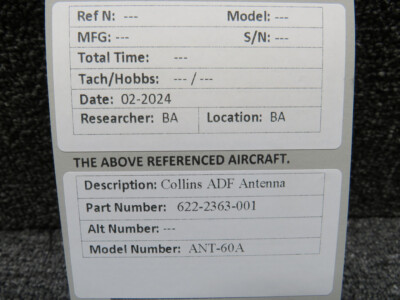 Ref N: --- Model: ---
MFG: --- S/N: ---
Total Time: ---
Tach/Hobbs: --- / ---
Date: 02-2024
Researcher: BA Location: BA
THE ABOVE REFERENCED AIRCRAFT.
Description: Collins ADF Antenna
Part Number: 622-2363-001
Alt Number: ---
Model Number: ANT-60A